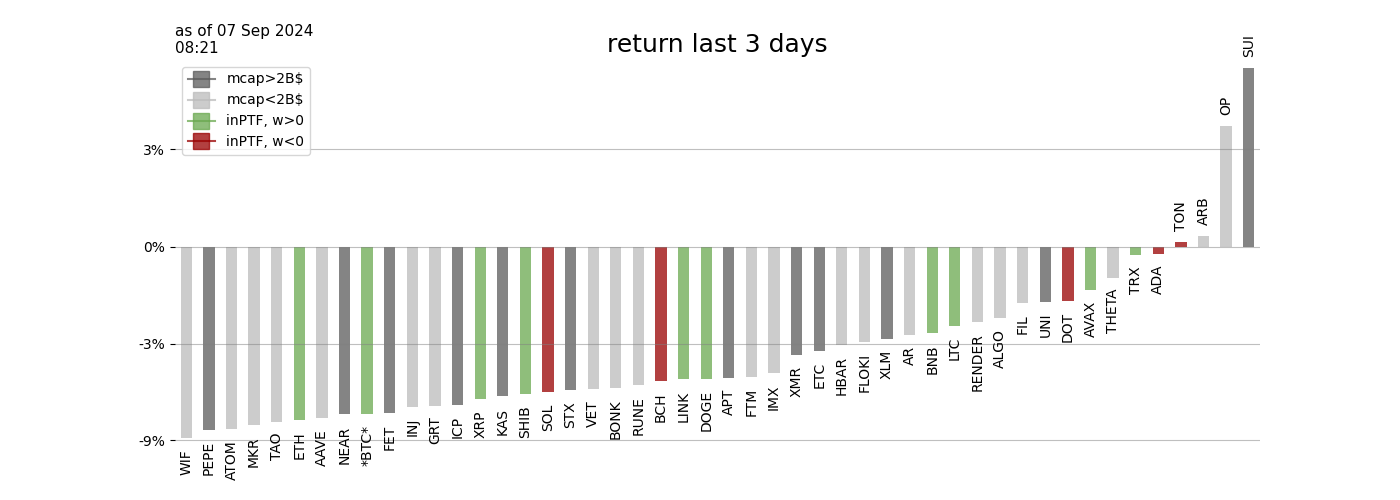 as of 07 Sep 2024
08:21
return last 3 days
mcap>2B$
mcap<2B$
inPTF, w>0
inPTF, w<0
3%
0%
-3%
-9%
WIF
PEPE
ATOM
MKR
TAO
ETH
AAVE
NEAR
*BTC*
FET
INJ
GRT
ICP
XRP
KAS
SHIB
SOL
STX
VET
BONK
RUNE
BCH
LINK
DOGE
APT
FTM
IMX
XMR
ETC
HBAR
FLOKI
XLM
AR
BNB
LTC
RENDER
ALGO
FIL
UNI
DOT
AVAX
THETA
TRX
ADA
TON
ARB
OP
SUI